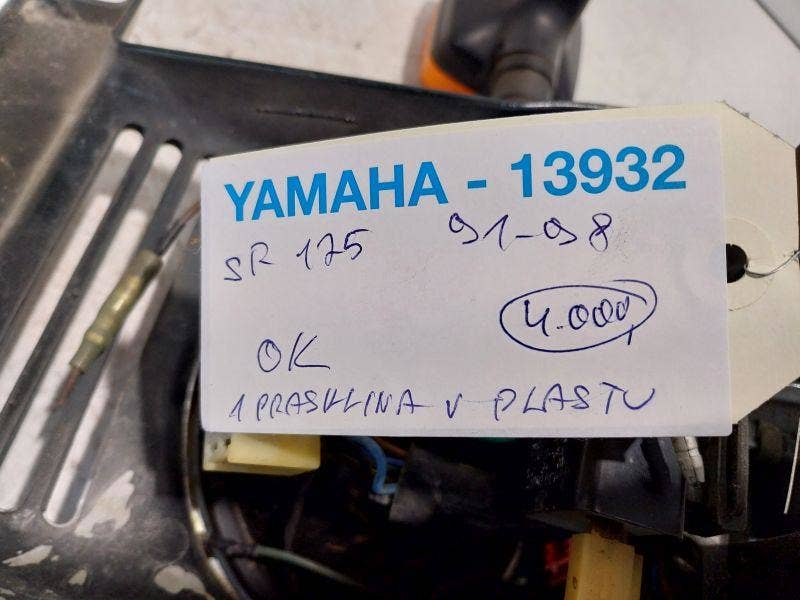 YAMAHA - 13932
SR 125 91-98
4.000,
OK
1 PRASKLINA V PLASTU